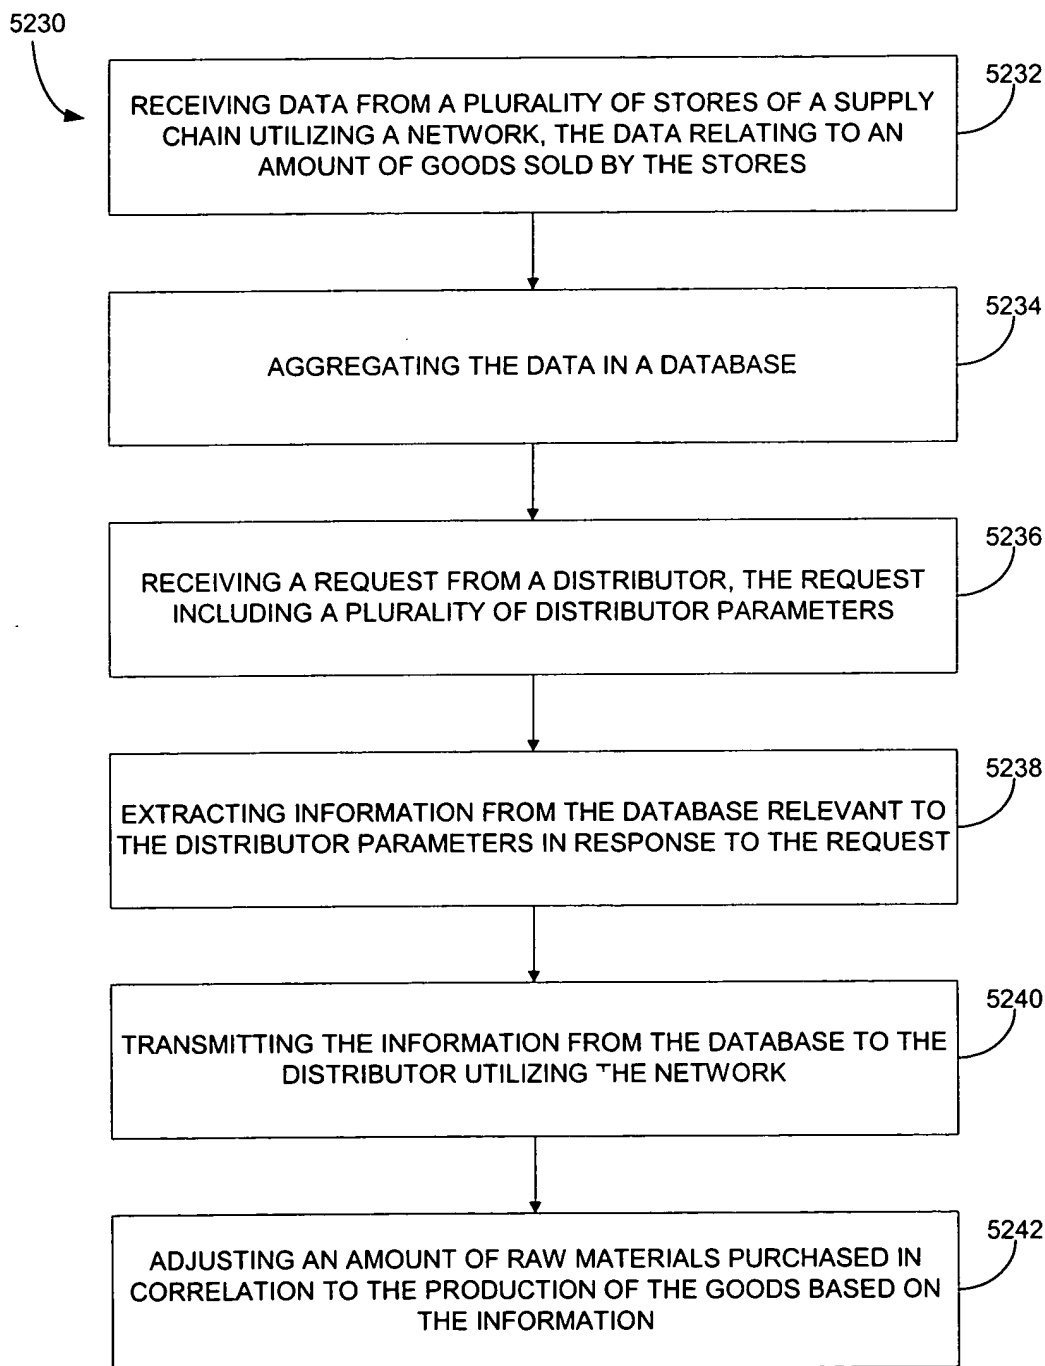 5230
5232
RECEIVING DATA FROM A PLURALITY OF STORES OF A SUPPLY
CHAIN UTILIZING A NETWORK, THE DATA RELATING TO AN
AMOUNT OF GOODS SOLD BY THE STORES
5234
AGGREGATING THE DATA IN A DATABASE
5236
RECEIVING A REQUEST FROM A DISTRIBUTOR, THE REQUEST
INCLUDING A PLURALITY OF DISTRIBUTOR PARAMETERS
5238
EXTRACTING INFORMATION FROM THE DATABASE RELEVANT TO
THE DISTRIBUTOR PARAMETERS IN RESPONSE TO THE REQUEST
5240
TRANSMITTING THE INFORMATION FROM THE DATABASE TO THE
DISTRIBUTOR UTILIZING THE NETWORK
5242
ADJUSTING AN AMOUNT OF RAW MATERIALS PURCHASED IN
CORRELATION TO THE PRODUCTION OF THE GOODS BASED ON
THE INFORMATION